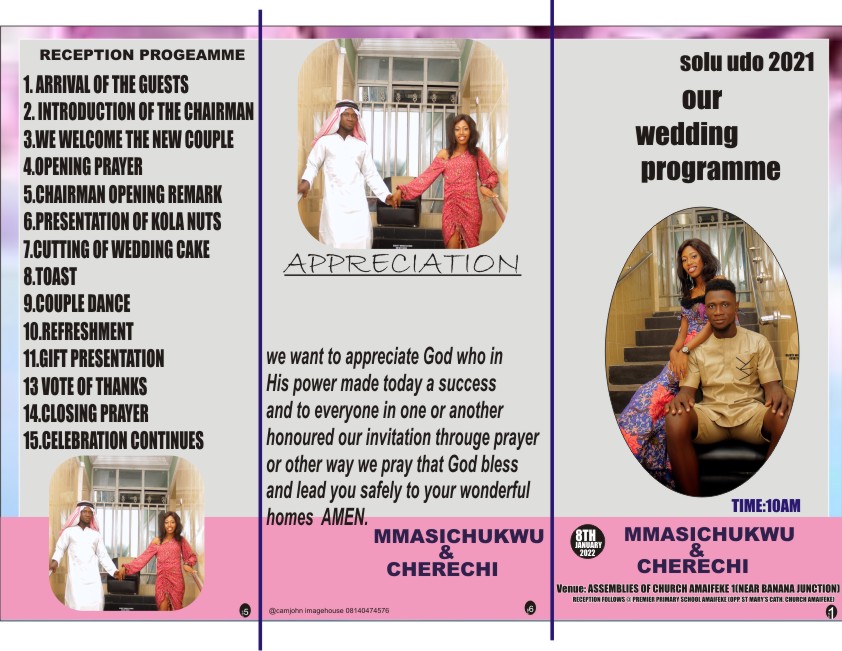 RECEPTION PROGEAMME
1. ARRIVAL OF THE GUESTS
2. INTRODUCTION OF THE CHAIRMAN
3.WE WELCOME THE NEW COUPLE
4.OPENING PRAYER
5.CHAIRMAN OPENING REMARK
6.PRESENTATION OF KOLA NUTS
7.CUTTING OF WEDDING CAKE
8.TOAST
9.COUPLE DANCE
10.REFRESHMENT
11.GIFT PRESENTATION
13 VOTE OF THANKS
14.CLOSING PRAYER
15.CELEBRATION CONTINUES
5
APPRECIATION
we want to appreciate God who in
His power made today a success
and to everyone in one or another
honoured our invitation througe prayer
or other way we pray that God bless
and lead you safely to your wonderful
homes AMEN.
MMASICHUKWU
&
CHERECHI
@camjohn imagehouse 08140474576
6
solu udo 2021
our
wedding
programme
TIME:10AM
8TH
JANUARY
2022
MMASICHUKWU
&
CHERECHI
Venue: ASSEMBLIES OF CHURCH AMAIFEKE 1(NEAR BANANA JUNCTION)
RECEPTION FOLLOWS @ PREMIER PRIMARY SCHOOL AMAIFEKE (OPP. ST MARY'S CATH. CHURCH AMAIFEKE)
1